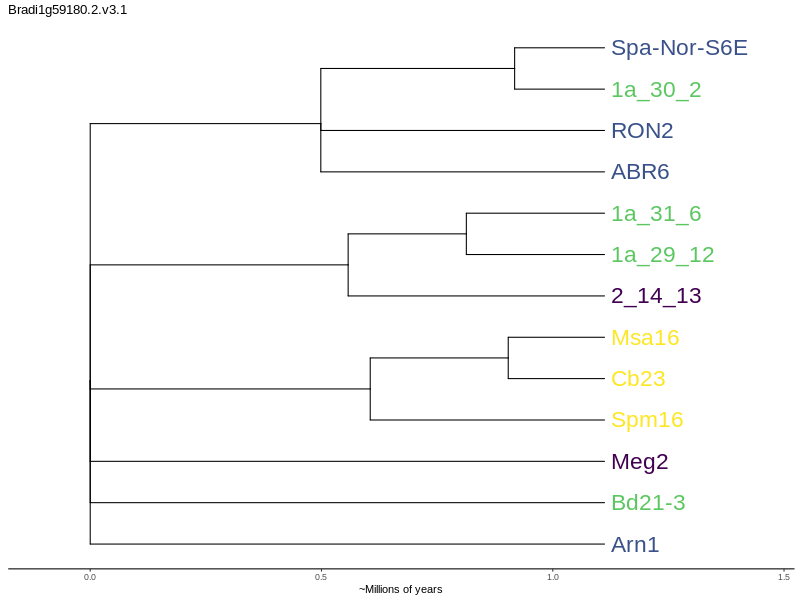 Bradi1g59180.2.v3.1
Spa-Nor-S6E
1a_30_2
RON2
ABR6
1a_31_6
1a_29_12
2_14_13
Msa16
Cb23
Spm16
Meg2
Bd21-3
Arn1
0.0 0.5 1.0 1.5
~Millions of years